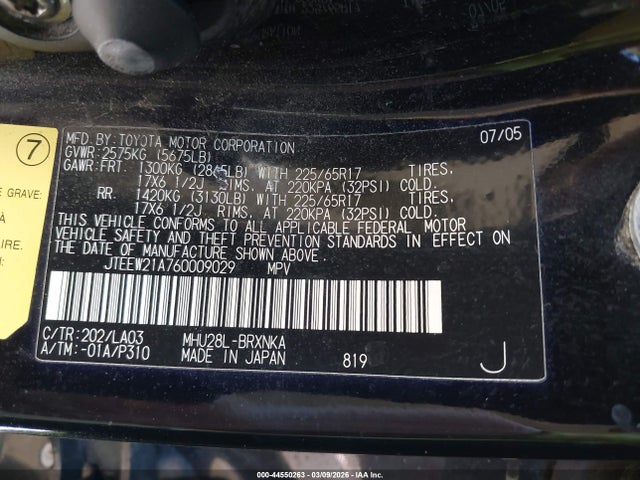 07/05
MFD.BY:TOYOTA MOTOR CORPORATION
GVWR:2575KG (5675LB)
GAWR:FRT. 1300KG (2865LB) WITH 225/65R17 TIRES,
17X6 1/2J RIMS. AT 220KPA (32PSI) COLD.
RR 1420KG (3130LB) WITH 225/65R17 TIRES,
17X6 1/2J, RIMS. AT 220KPA (32PSI) COLD.
THIS VEHICLE CONFORMS TO ALL APPLICABLE FEDERAL MOTOR
VEHICLE SAFETY AND THEFT PREVENTION STANDARDS IN EFFECT ON
THE DATE OF MANUFACTURE SHOWN ABOVE.
JTEEW21A760009029 MPV
C/TR:202/LA03 MHU28L-BRXNKA
A/TM:-01A/P310 MADE IN JAPAN 819 J
7
E GRAVE:
À
AIRE.
000-44550263 - 03/09/2026 - IAAI.CA